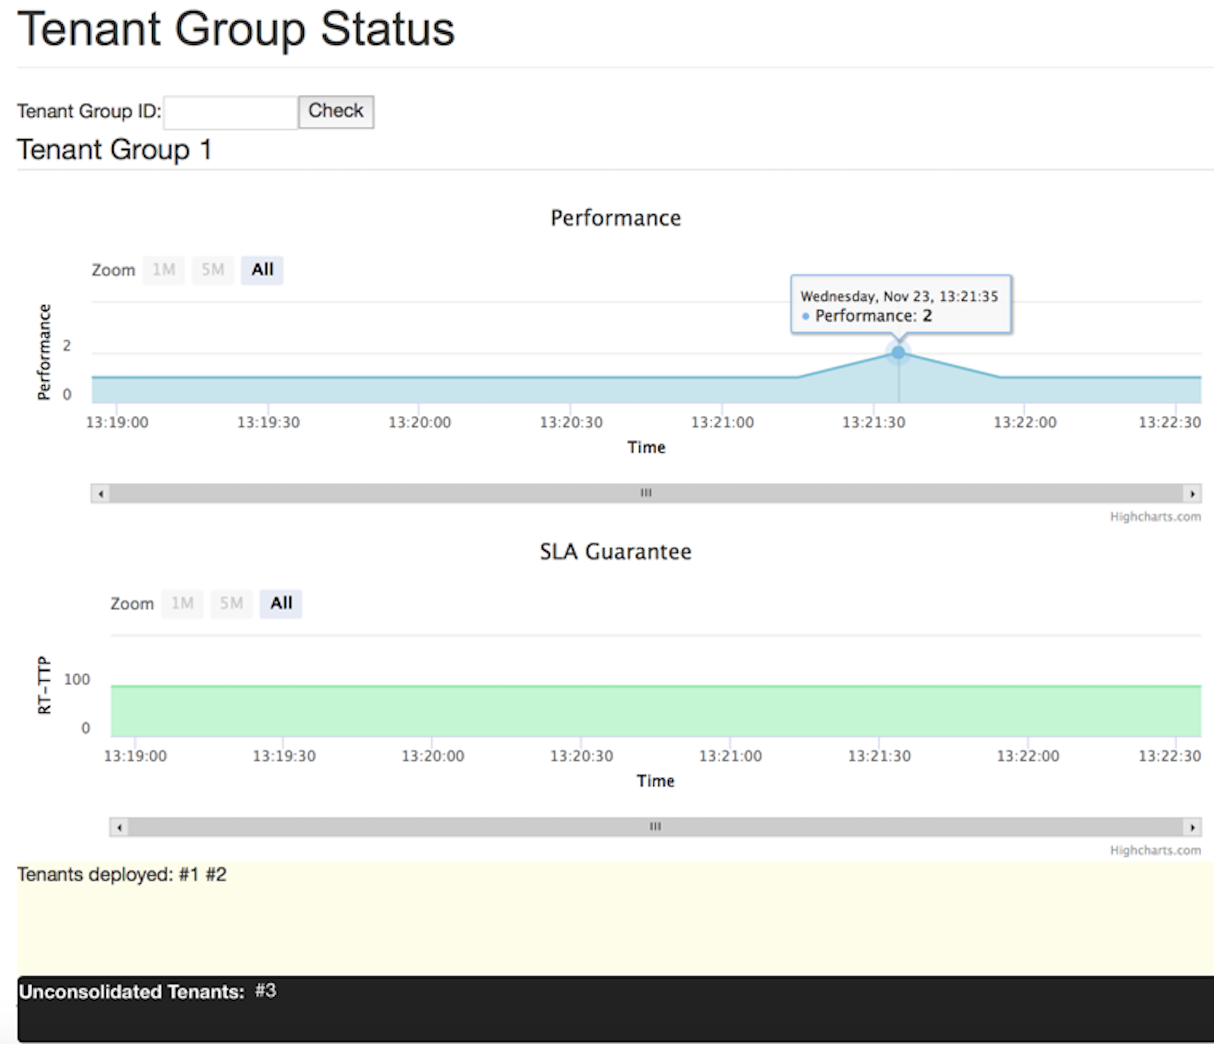 Tenant Group Status
Tenant Group ID: Check
Tenant Group 1
Performance
Zoom 1M 5M All
Wednesday, Nov 23, 13:21:35
Performance: 2
Performance
2
0
13:19:00 13:19:30 13:20:00 13:20:30 13:21:00 13:21:30 13:22:00 13:22:30
Time
Highcharts.com
SLA Guarantee
Zoom 1M 5M All
RT-TTP
100
0
13:19:00 13:19:30 13:20:00 13:20:30 13:21:00 13:21:30 13:22:00 13:22:30
Time
Highcharts.com
Tenants deployed: #1 #2
Unconsolidated Tenants: #3